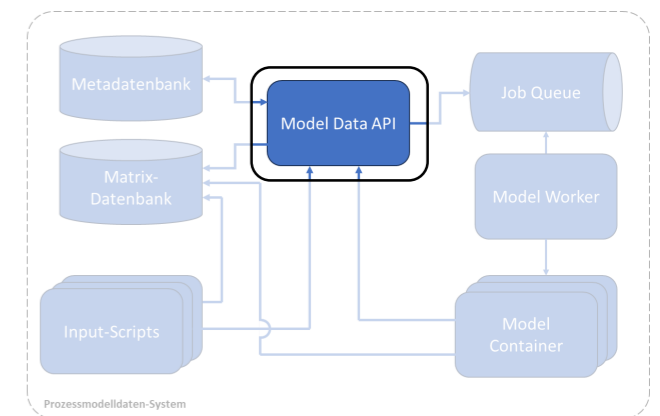 Metadatenbank
Model Data API
Job Queue
Matrix-
Datenbank
Model Worker
Input-Scripts
Model
Container
Prozessmodelldaten-System